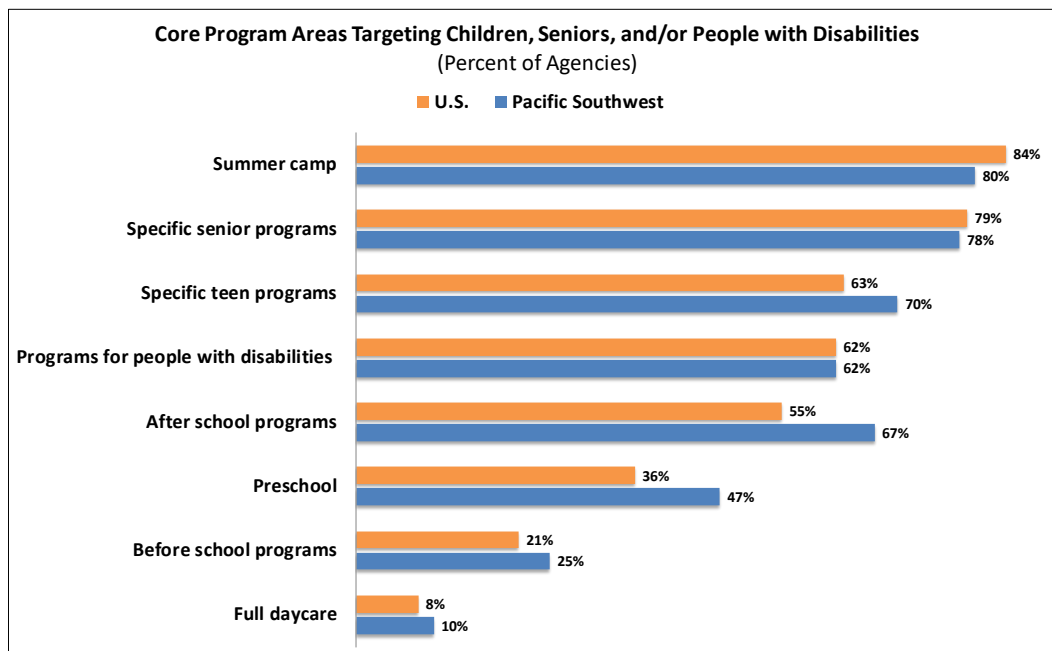 Core Program Areas Targeting Children, Seniors, and/or People with Disabilities
(Percent of Agencies)
U.S. Pacific Southwest
Summer camp
84%
80%
Specific senior programs
79%
78%
Specific teen programs
63%
70%
Programs for people with disabilities
62%
62%
After school programs
55%
67%
Preschool
36%
47%
Before school programs
21%
25%
Full daycare
8%
10%